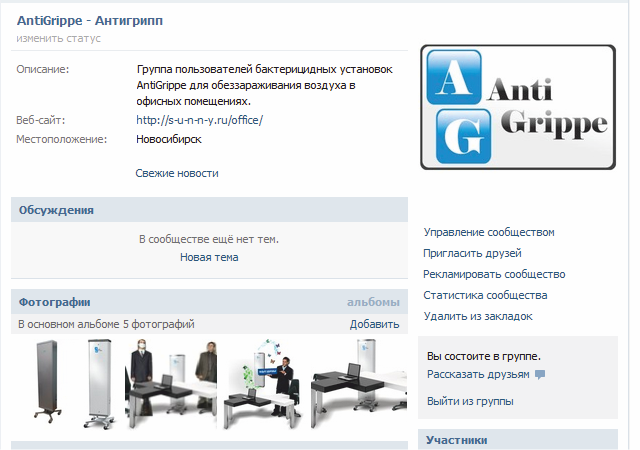 AntiGrippe - Антигрипп
изменить статус
Описание: Группа пользователей бактерицидных установок
AntiGrippe для обеззараживания воздуха в
офисных помещениях.
Веб-сайт: http://s-u-n-n-y.ru/office/
Местоположение: Новосибирск
Свежие новости
Обсуждения
В сообществе ещё нет тем.
Новая тема
Фотографии альбомы
В основном альбоме 5 фотографий Добавить
A Anti
G Grippe
Управление сообществом
Пригласить друзей
Рекламировать сообщество
Статистика сообщества
Удалить из закладок
Вы состоите в группе.
Рассказать друзьям
Выйти из группы
Участники